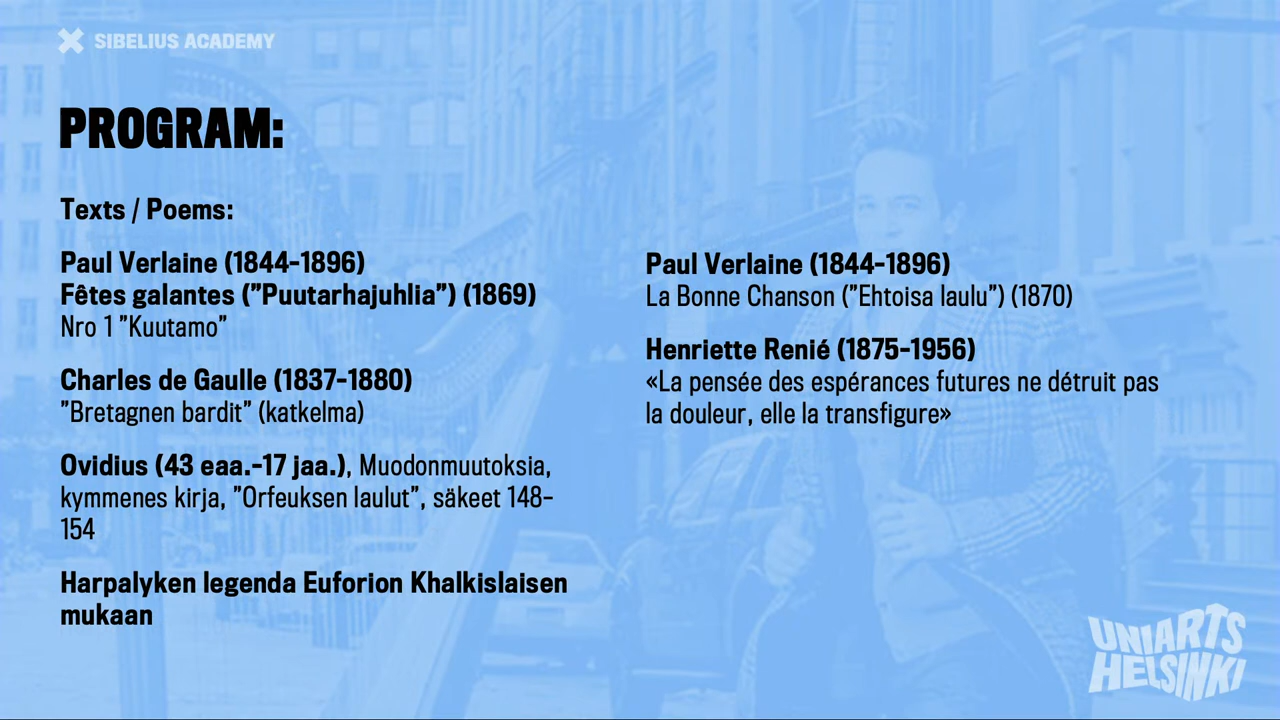 SIBELIUS ACADEMY
PROGRAM:
Texts / Poems:
Paul Verlaine (1844-1896)
Fêtes galantes (”Puutarhajuhlia”) (1869)
Nro 1 ”Kuutamo”
Charles de Gaulle (1837-1880)
”Bretagnen bardit” (katkelma)
Ovidius (43 eaa.-17 jaa.), Muodonmuutoksia,
kymmenes kirja, ”Orfeuksen laulut”, säkeet 148-
154
Harpalyken legenda Euforion Khalkislaisen
mukaan
Paul Verlaine (1844-1896)
La Bonne Chanson (”Ehtoisa laulu”) (1870)
Henriette Renié (1875-1956)
«La pensée des espérances futures ne détruit pas
la douleur, elle la transfigure»
UNIARTS
HELSINKI